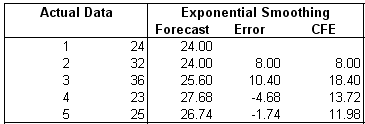 Actual Data Exponential Smoothing
Forecast Error CFE
1 24 24.00
2 32 24.00 8.00 8.00
3 36 25.60 10.40 18.40
4 23 27.68 -4.68 13.72
5 25 26.74 -1.74 11.98